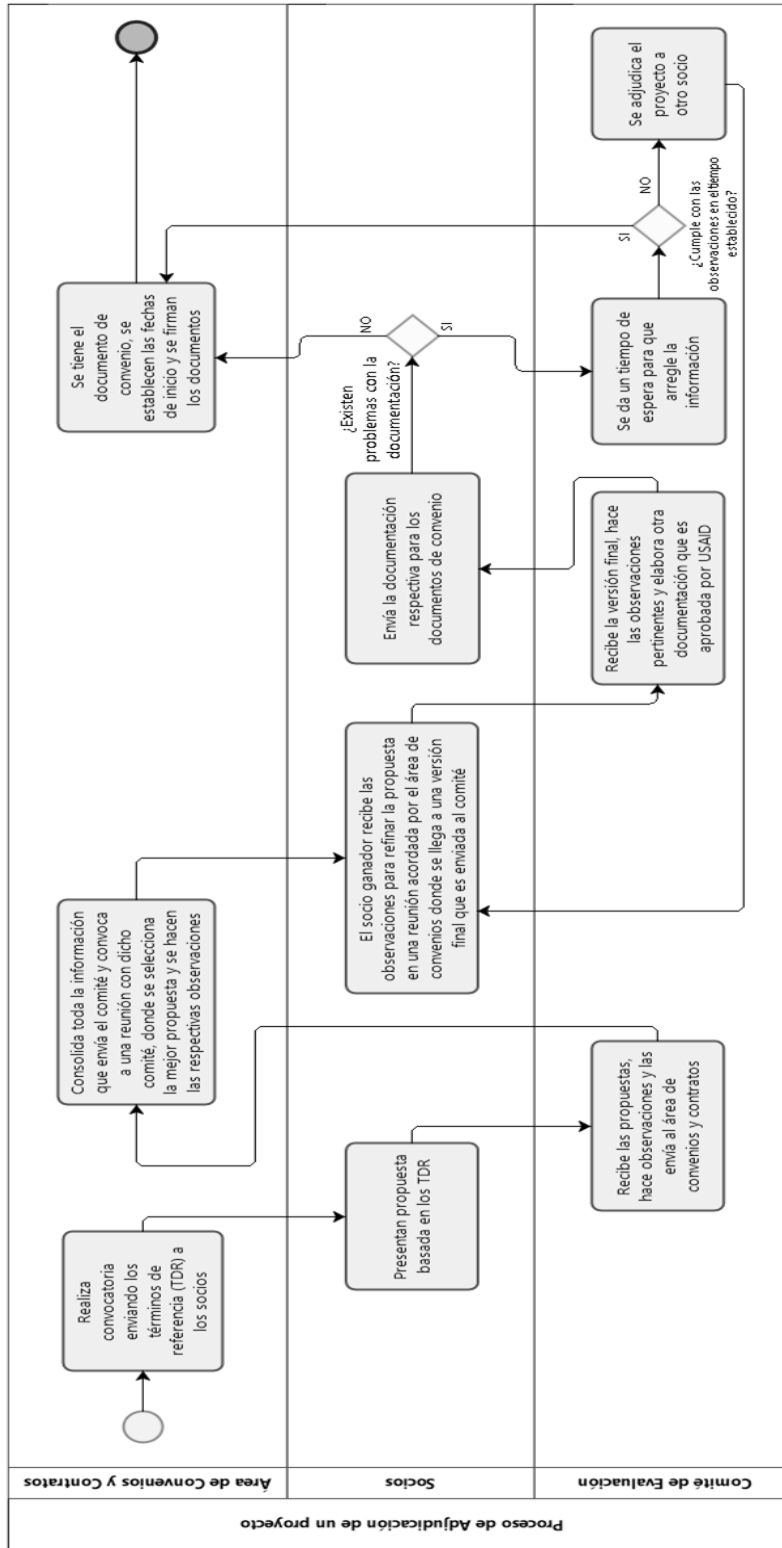 Proceso de Adjudicación de un proyecto
Área de Convenios y Contratos
Realiza
convocatoria
enviando los
términos de
referencia (TDR) a
los socios
Consolida toda la información
que envía el comité y convoca
a una reunión con dicho
comité, donde se selecciona
la mejor propuesta y se hacen
las respectivas observaciones
Se tiene el
documento de
convenio, se
establecen las fechas
de inicio y se firman
los documentos
Socios
Presentan propuesta
basada en los TDR
El socio ganador recibe las
observaciones para refinar la propuesta
en una reunión acordada por el área de
convenios donde se llega a una versión
final que es enviada al comité
Envía la documentación
respectiva para los
documentos de convenio
¿Existen
problemas con la
documentación?
NO
SI
Comité de Evaluación
Recibe las propuestas,
hace observaciones y las
envía al área de
convenios y contratos
Recibe la versión final, hace
las observaciones
pertinentes y elabora otra
documentación que es
aprobada por USAID
Se da un tiempo de
espera para que
arregle la
información
SI
NO
¿Cumple con las
observaciones en el tiempo
establecido?
Se adjudica el
proyecto a
otro socio